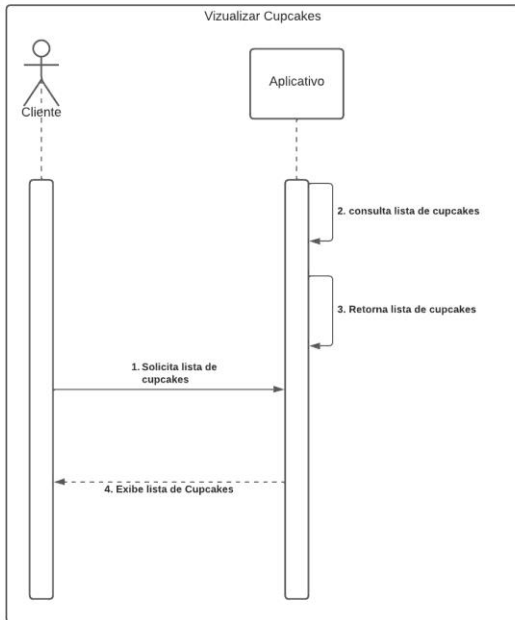 Vizualizar Cupcakes
Cliente
Aplicativo
2. consulta lista de cupcakes
3. Retorna lista de cupcakes
1. Solicita lista de
cupcakes
4. Exibe lista de Cupcakes